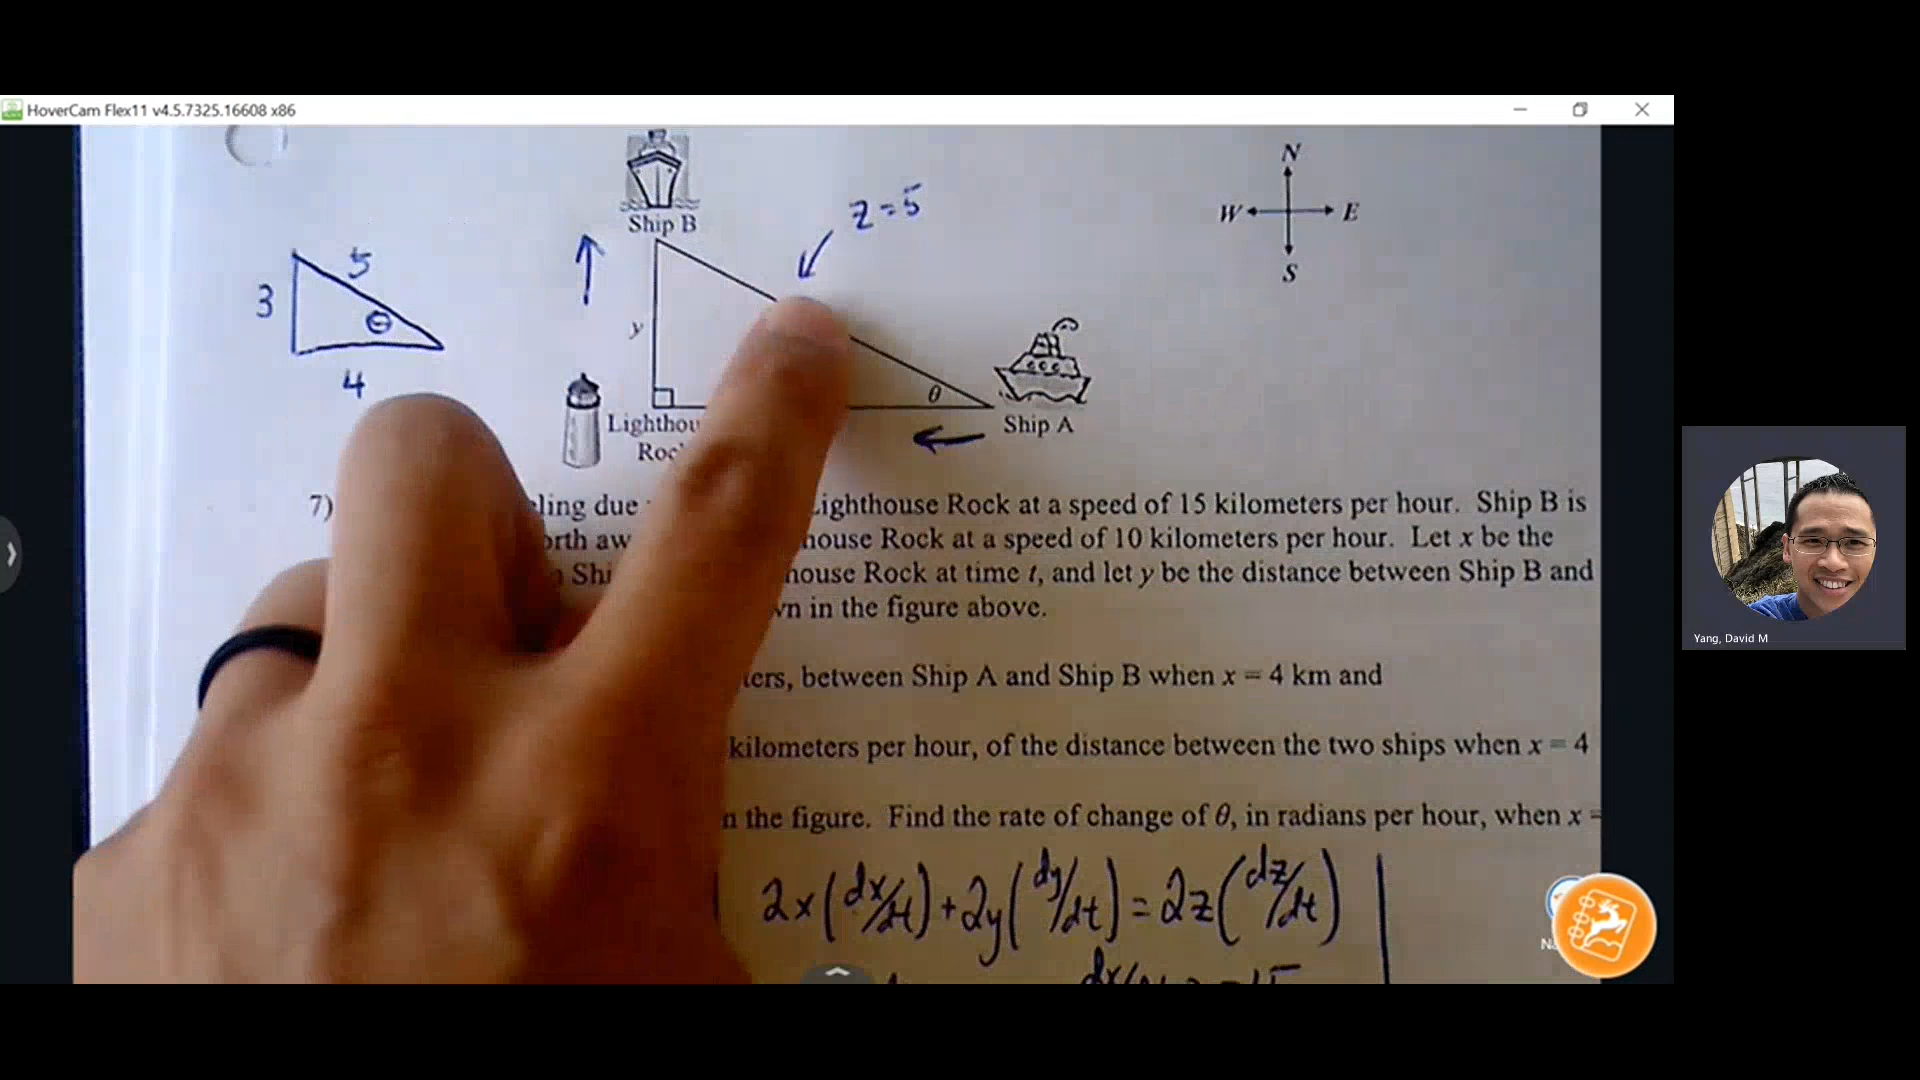 HoverCam Flex11 v4.5.7325.16608 x86
N
W E
S
Ship B
z=5
5
3
θ
4
y
θ
Ship A
Lighthou
Roc
7) ling due Lighthouse Rock at a speed of 15 kilometers per hour. Ship B is
orth aw house Rock at a speed of 10 kilometers per hour. Let x be the
Shi house Rock at time t, and let y be the distance between Ship B and
wn in the figure above.
ters, between Ship A and Ship B when x = 4 km and
kilometers per hour, of the distance between the two ships when x = 4
n the figure. Find the rate of change of θ, in radians per hour, when x =
2x(dx/dt)+2y(dy/dt)=2z(dz/dt)
Yang, David M